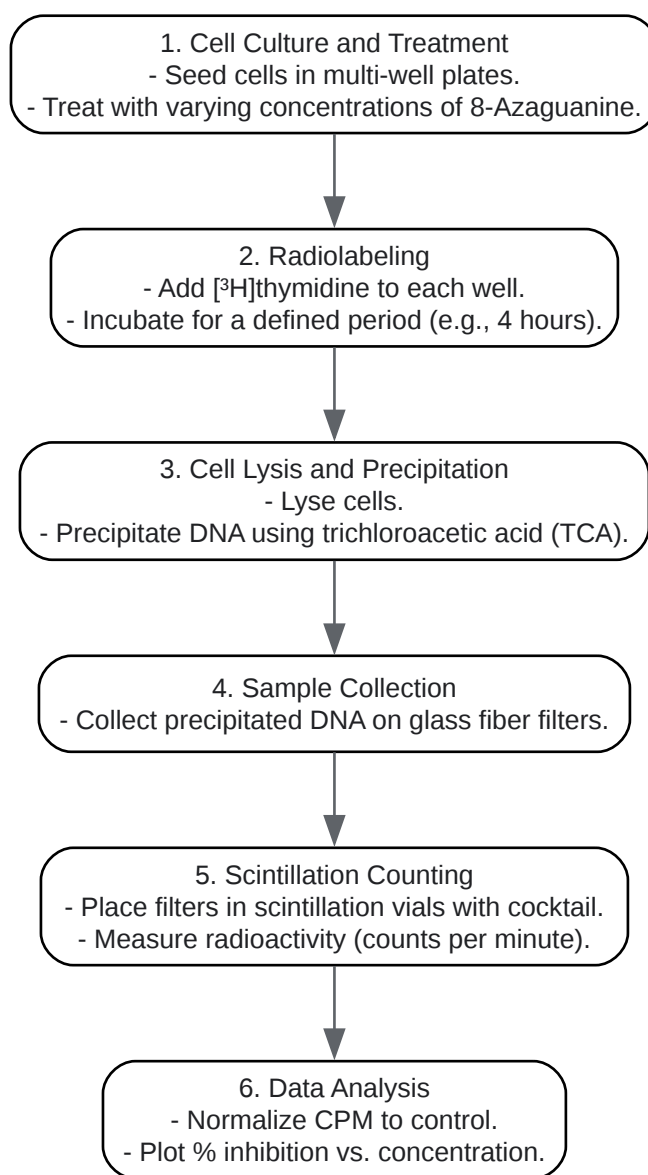 1. Cell Culture and Treatment
- Seed cells in multi-well plates.
- Treat with varying concentrations of 8-Azaguanine.
2. Radiolabeling
- Add [³H]thymidine to each well.
- Incubate for a defined period (e.g., 4 hours).
3. Cell Lysis and Precipitation
- Lyse cells.
- Precipitate DNA using trichloroacetic acid (TCA).
4. Sample Collection
- Collect precipitated DNA on glass fiber filters.
5. Scintillation Counting
- Place filters in scintillation vials with cocktail.
- Measure radioactivity (counts per minute).
6. Data Analysis
- Normalize CPM to control.
- Plot % inhibition vs. concentration.